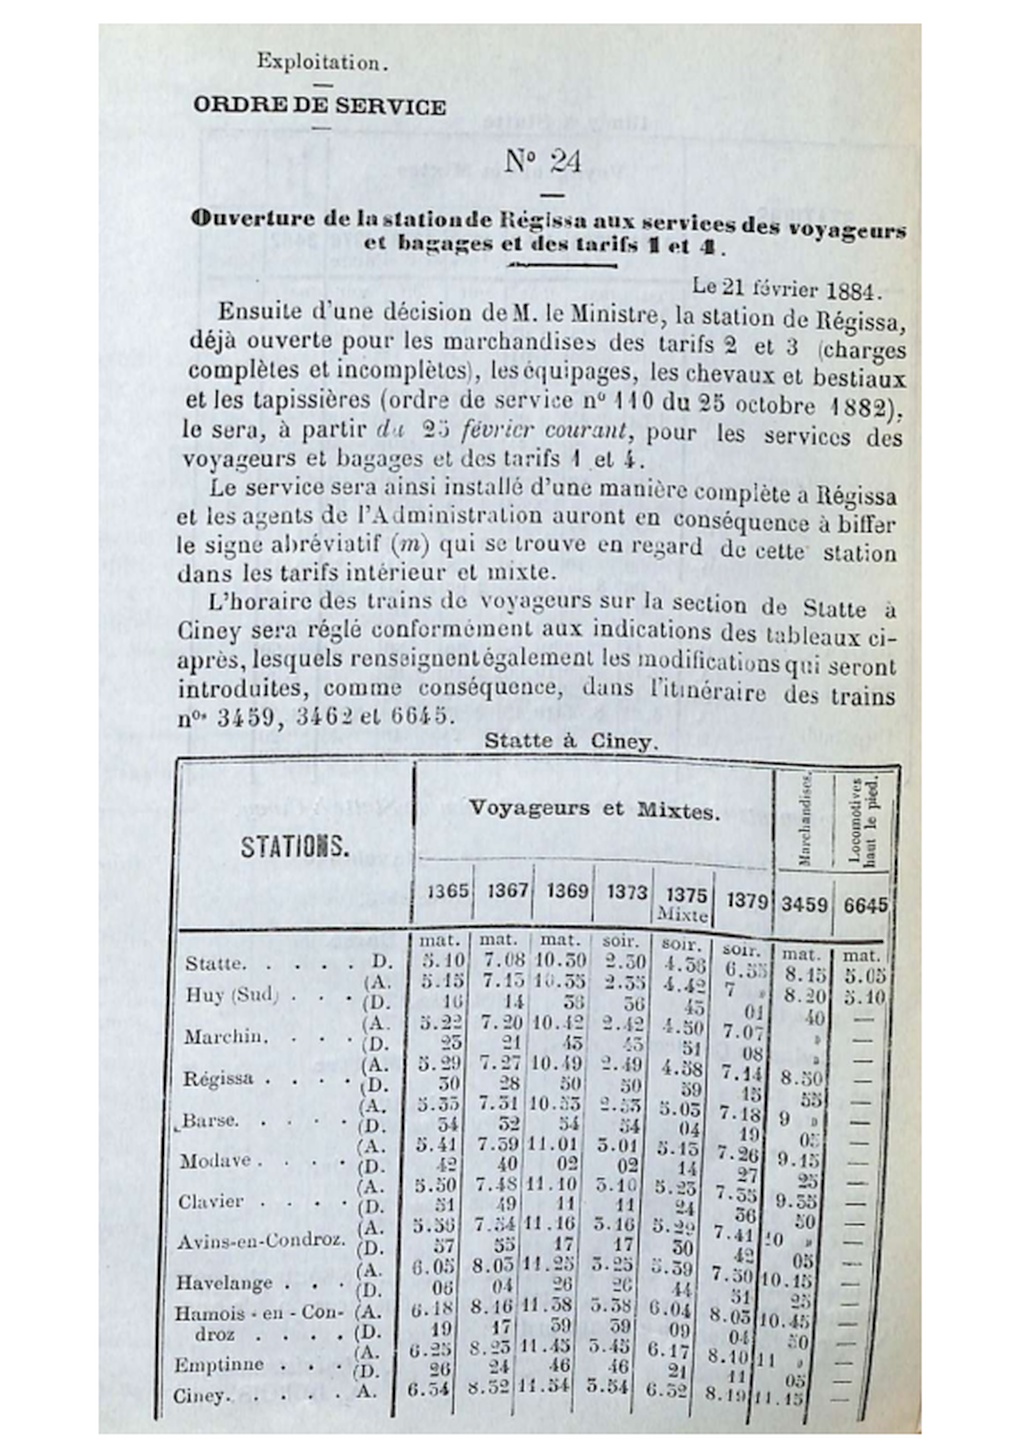 Exploitation.
ORDRE DE SERVICE
Nº 24
Ouverture de la station de Régissa aux services des voyageurs
et bagages et des tarifs 1 et 4.
Le 21 février 1884.
Ensuite d'une décision de M. le Ministre, la station de Régissa,
déjà ouverte pour les marchandises des tarifs 2 et 3 (charges
complètes et incomplètes), les équipages, les chevaux et bestiaux
et les tapissières (ordre de service nº 110 du 25 octobre 1882),
le sera, à partir du 25 février courant, pour les services des
voyageurs et bagages et des tarifs 1 et 4.
Le service sera ainsi installé d'une manière complète a Régissa
et les agents de l'Administration auront en conséquence à biffer
le signe abréviatif (m) qui se trouve en regard de cette station
dans les tarifs intérieur et mixte.
L'horaire des trains de voyageurs sur la section de Statte à
Ciney sera réglé conformément aux indications des tableaux ci-
après, lesquels renseignent également les modifications qui seront
introduites, comme conséquence, dans l'itinéraire des trains
nos 3459, 3462 et 6645.
Statte à Ciney.
STATIONS. Voyageurs et Mixtes. Marchandises. Locomotives haut le pied.
1365 1367 1369 1373 1375 Mixte 1379 3459 6645
mat. mat. mat. soir. soir. soir. mat. mat.
Statte. . . . . D. 5.10 7.08 10.30 2.30 4.36 6.55 8.15 5.05
Huy (Sud) . . . (A. 5.15 7.13 10.35 2.35 4.42 7 » 8.20 5.10
(D. 16 14 36 36 43 01 40 —
Marchin. . . . (A. 5.22 7.20 10.42 2.42 4.50 7.07 » —
(D. 23 21 43 43 51 08 » —
Régissa . . . . (A. 5.29 7.27 10.49 2.49 4.58 7.14 8.50 —
(D. 30 28 50 50 59 15 55 —
Barse. . . . . (A. 5.33 7.31 10.53 2.53 5.03 7.18 9 » —
(D. 34 32 54 54 04 19 05 —
Modave . . . . (A. 5.41 7.39 11.01 3.01 5.13 7.26 9.15 —
(D. 42 40 02 02 14 27 25 —
Clavier . . . . (A. 5.50 7.48 11.10 3.10 5.23 7.35 9.35 —
(D. 51 49 11 11 24 36 50 —
Avins-en-Condroz. (A. 5.56 7.54 11.16 3.16 5.29 7.41 10 » —
(D. 57 55 17 17 30 42 05 —
Havelange . . . (A. 6.05 8.03 11.25 3.25 5.39 7.50 10.15 —
(D. 06 04 26 26 44 51 25 —
Hamois - en - Con- (A. 6.18 8.16 11.38 3.38 6.04 8.03 10.45 —
droz . . . . (D. 19 17 39 39 09 04 50 —
Emptinne . . . (A. 6.25 8.23 11.45 3.45 6.17 8.10 11 » —
(D. 26 24 46 46 21 11 05 —
Ciney. . . . . A. 6.34 8.32 11.54 3.54 6.32 8.19 11.15 —